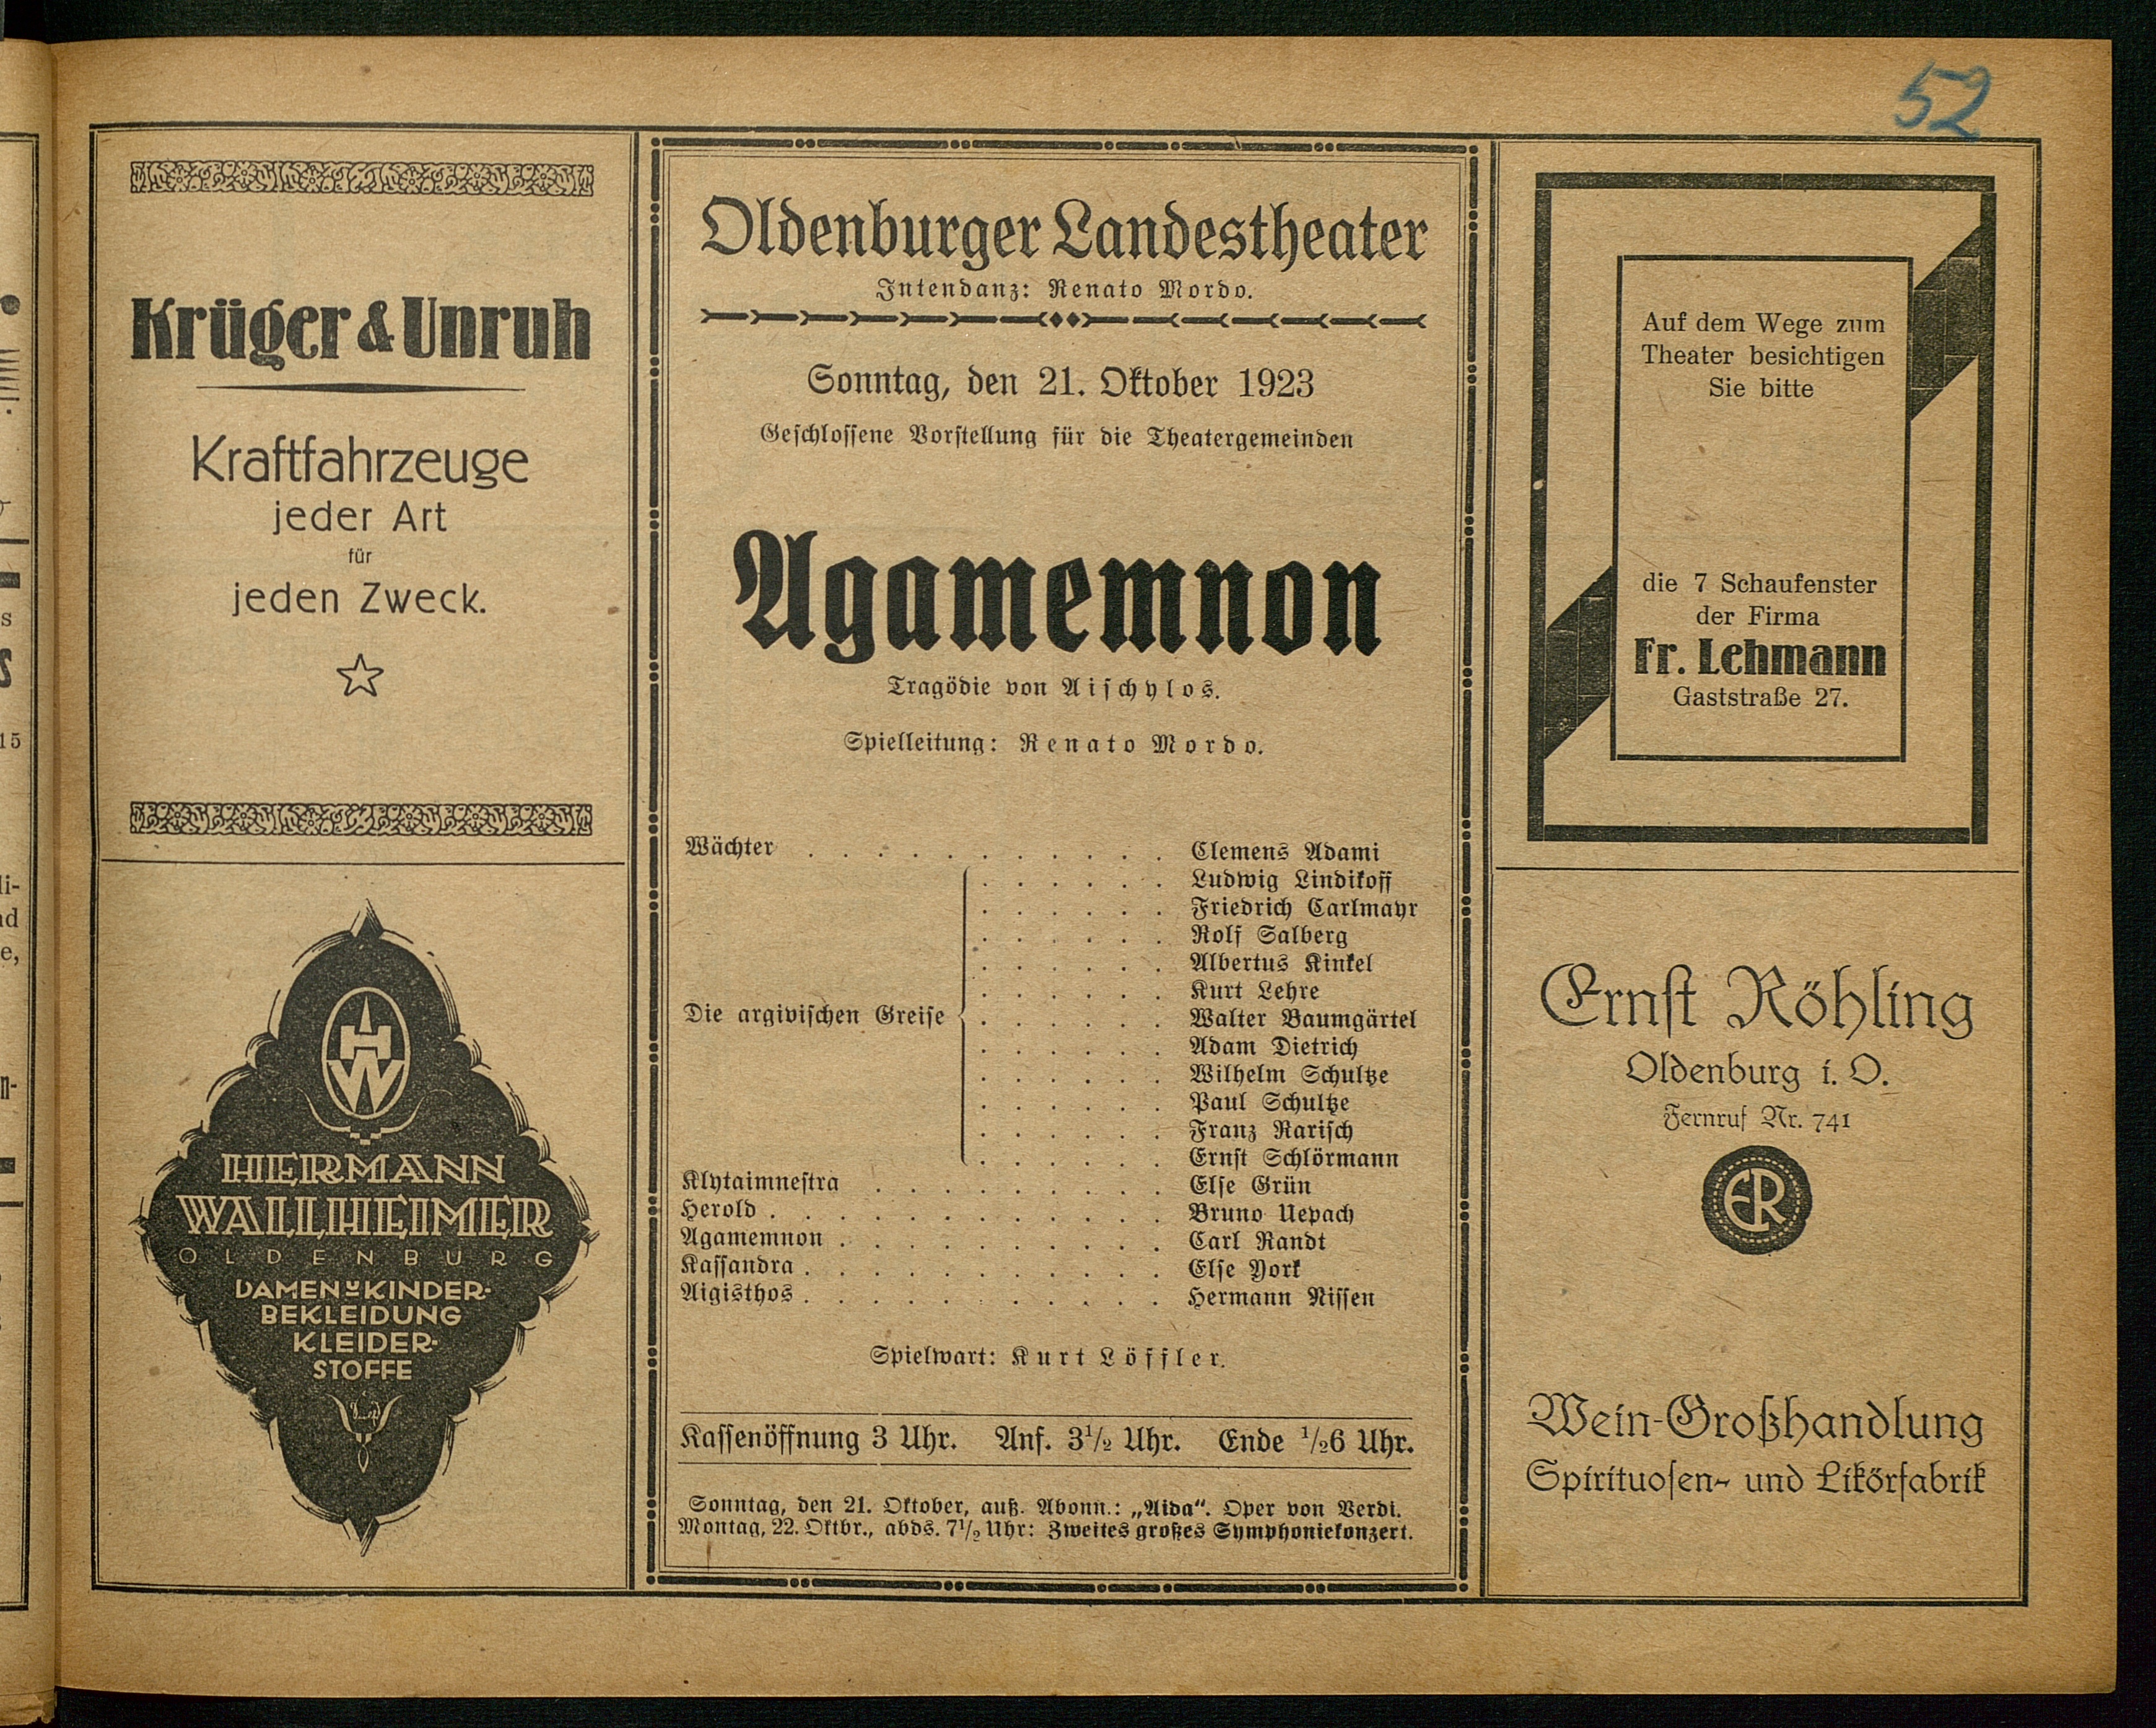 52
Krüger & Unruh
Kraftfahrzeuge
jeder Art
für
jeden Zweck.
HW
HERMANN
WALLHEIMER
OLDENBURG
DAMEN U KINDER-
BEKLEIDUNG
KLEIDER-
STOFFE
Oldenburger Landestheater
Intendanz: Renato Mordo.
Sonntag, den 21. Oktober 1923
Geschlossene Vorstellung für die Theatergemeinden
Agamemnon
Tragödie von Aischylos.
Spielleitung: Renato Mordo.
Wächter . . . . . . . . . . . Clemens Adami
. . . . . . Ludwig Lindikoff
. . . . . . Friedrich Carlmayr
. . . . . . Rolf Salberg
. . . . . . Albertus Kinkel
. . . . . . Kurt Lehre
Die argivischen Greise . . . . . . Walter Baumgärtel
. . . . . . Adam Dietrich
. . . . . . Wilhelm Schultze
. . . . . . Paul Schultze
. . . . . . Franz Rarisch
. . . . . . Ernst Schlörmann
Klytaimnestra . . . . . . . . . Else Grün
Herold . . . . . . . . . . . . Bruno Uepach
Agamemnon . . . . . . . . . . Carl Randt
Kassandra . . . . . . . . . . . Else York
Aigisthos . . . . . . . . . . . Hermann Nissen
Spielwart: Kurt Löffler.
Kassenöffnung 3 Uhr. Anf. 3½ Uhr. Ende ½6 Uhr.
Sonntag, den 21. Oktober, auß. Abonn.: „Aida“. Oper von Verdi.
Montag, 22. Oktbr., abds. 7½ Uhr: Zweites großes Symphoniekonzert.
Auf dem Wege zum
Theater besichtigen
Sie bitte
die 7 Schaufenster
der Firma
Fr. Lehmann
Gaststraße 27.
Ernst Röhling
Oldenburg i. O.
Fernruf Nr. 741
ER
Wein-Großhandlung
Spirituosen- und Likörfabrik